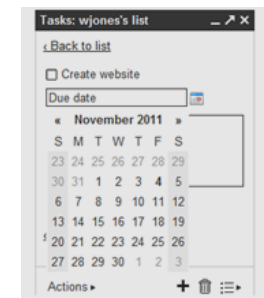 Tasks: wjones's list
‹ Back to list
Create website
Due date
« November 2011 »
S M T W T F S
23 24 25 26 27 28 29
30 31 1 2 3 4 5
6 7 8 9 10 11 12
13 14 15 16 17 18 19
20 21 22 23 24 25 26
27 28 29 30 1 2 3
Actions ▸